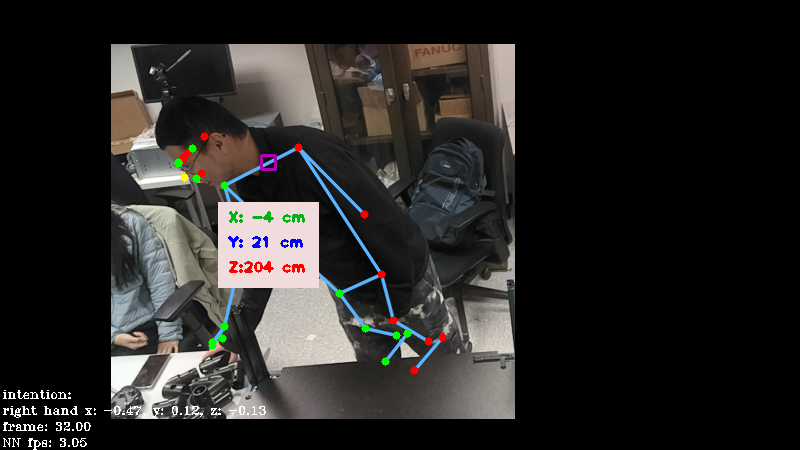 FANUC
X: -4 cm
Y: 21 cm
Z:204 cm
intention:
right hand x: -0.47, y: 0.12, z: -0.13
frame: 32.00
NN fps: 3.05